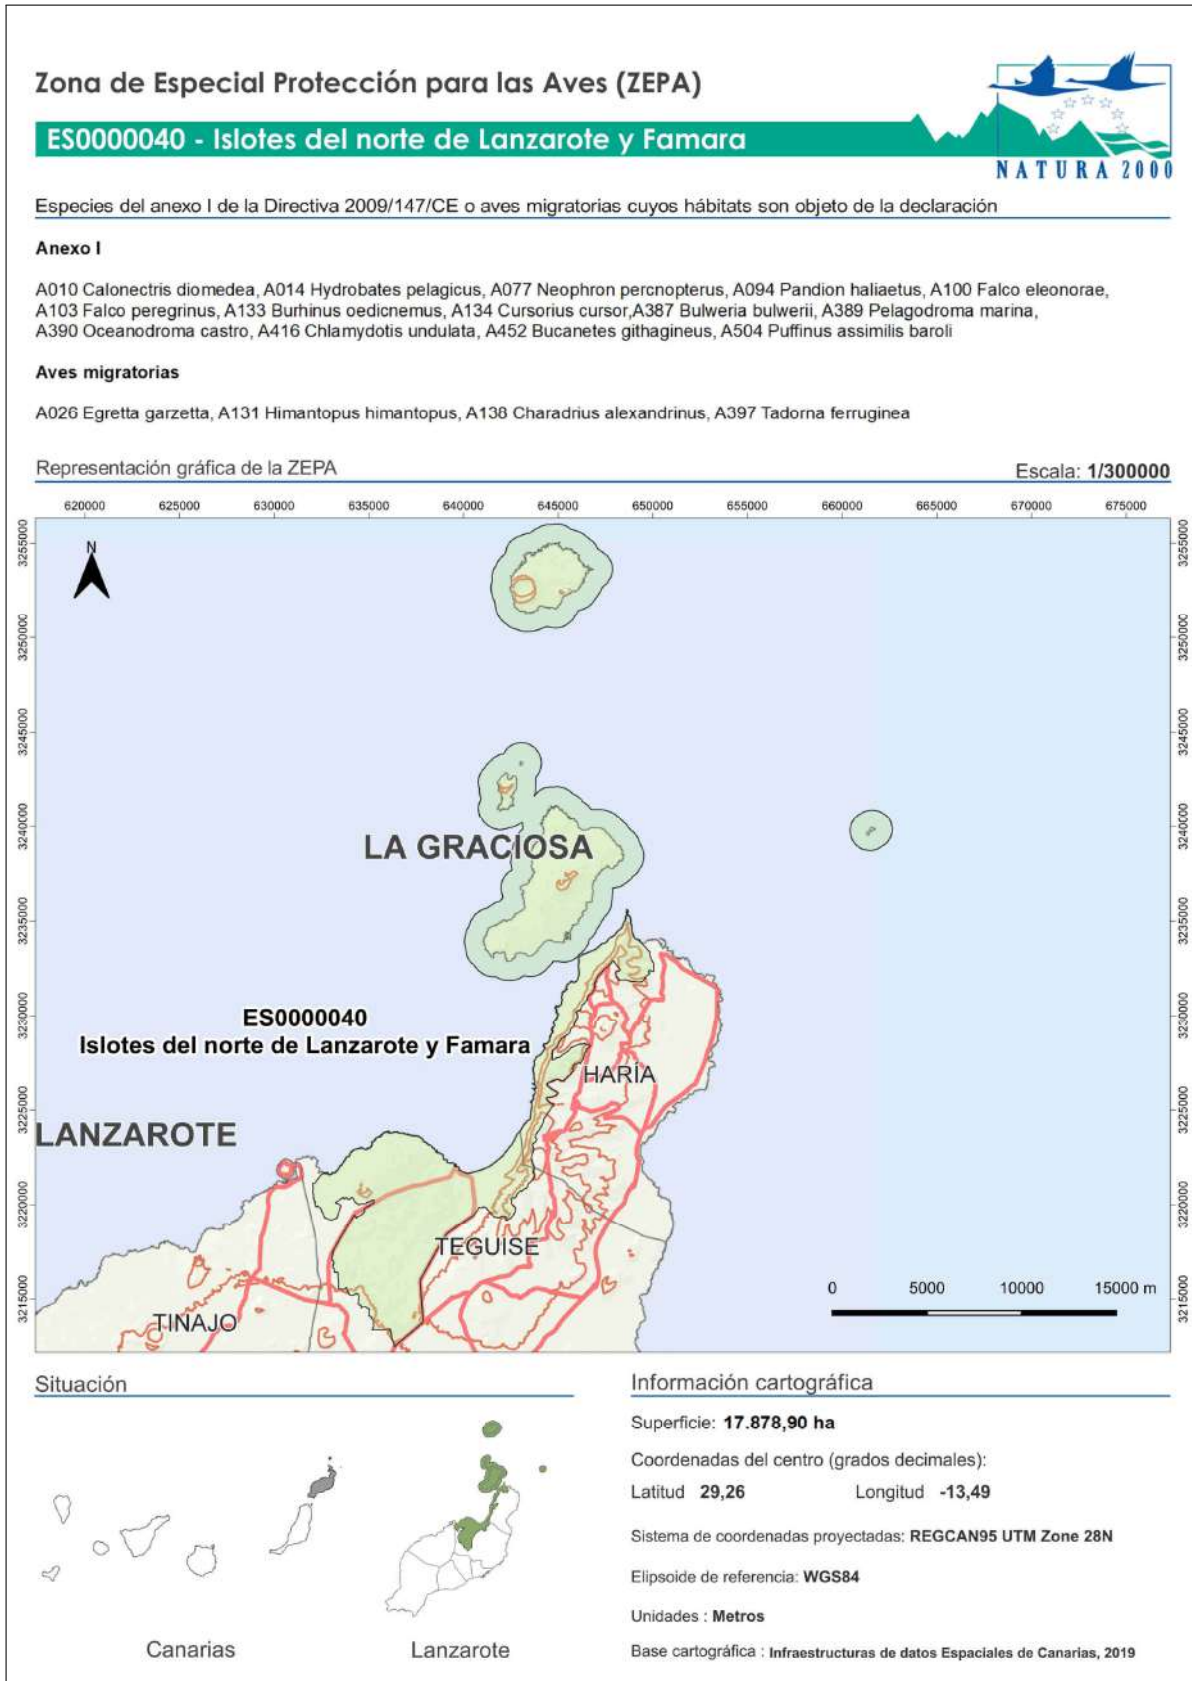 Zona de Especial Protección para las Aves (ZEPA)
ES0000040 - Islotes del norte de Lanzarote y Famara
NATURA 2000
Especies del anexo I de la Directiva 2009/147/CE o aves migratorias cuyos hábitats son objeto de la declaración
Anexo I
A010 Calonectris diomedea, A014 Hydrobates pelagicus, A077 Neophron percnopterus, A094 Pandion haliaetus, A100 Falco eleonorae,
A103 Falco peregrinus, A133 Burhinus oedicnemus, A134 Cursorius cursor,A387 Bulweria bulwerii, A389 Pelagodroma marina,
A390 Oceanodroma castro, A416 Chlamydotis undulata, A452 Bucanetes githagineus, A504 Puffinus assimilis baroli
Aves migratorias
A026 Egretta garzetta, A131 Himantopus himantopus, A138 Charadrius alexandrinus, A397 Tadorna ferruginea
Representación gráfica de la ZEPA
Escala: 1/300000
620000 625000 630000 635000 640000 645000 650000 655000 660000 665000 670000 675000
3255000 3255000
N
3250000 3250000
3245000 3245000
3240000 3240000
LA GRACIOSA
3235000 3235000
3230000 3230000
ES0000040
Islotes del norte de Lanzarote y Famara
HARÍA
3225000 3225000
LANZAROTE
3220000 3220000
TEGUISE
0 5000 10000 15000 m
3215000 3215000
TINAJO
Situación
Canarias
Lanzarote
Información cartográfica
Superficie: 17.878,90 ha
Coordenadas del centro (grados decimales):
Latitud 29,26 Longitud -13,49
Sistema de coordenadas proyectadas: REGCAN95 UTM Zone 28N
Elipsoide de referencia: WGS84
Unidades : Metros
Base cartográfica : Infraestructuras de datos Espaciales de Canarias, 2019